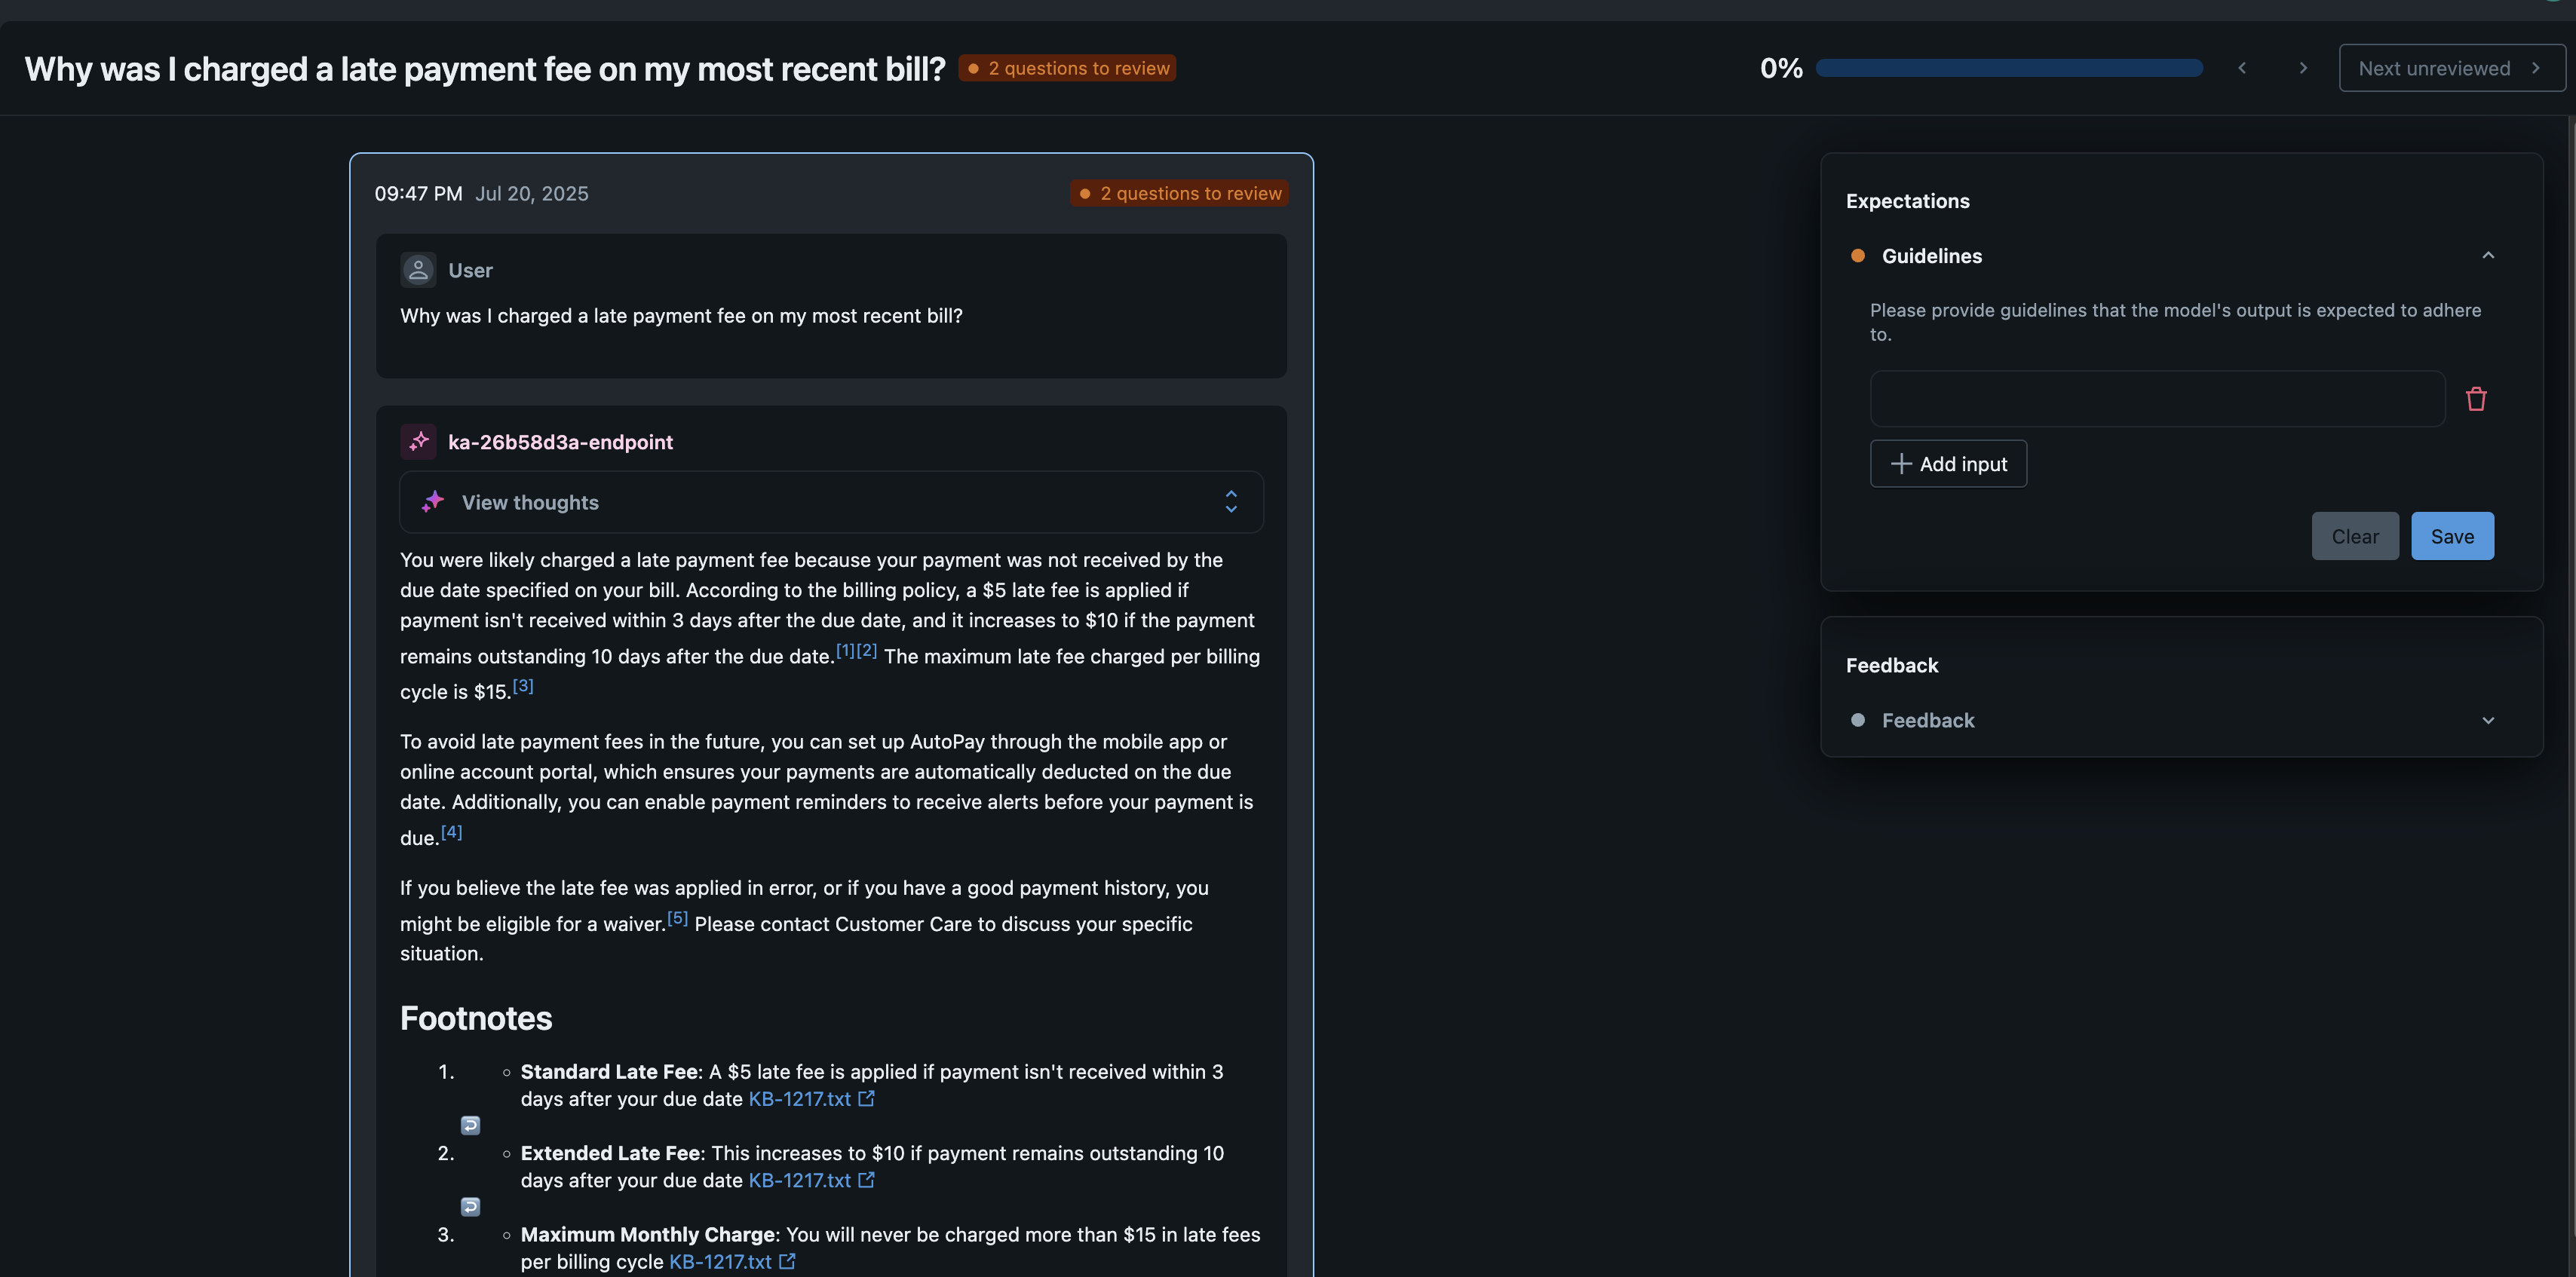 Why was I charged a late payment fee on my most recent bill?
2 questions to review
0%
Next unreviewed
09:47 PM Jul 20, 2025
2 questions to review
User
Why was I charged a late payment fee on my most recent bill?
ka-26b58d3a-endpoint
View thoughts
You were likely charged a late payment fee because your payment was not received by the
due date specified on your bill. According to the billing policy, a $5 late fee is applied if
payment isn't received within 3 days after the due date, and it increases to $10 if the payment
remains outstanding 10 days after the due date.[1][2] The maximum late fee charged per billing
cycle is $15.[3]
To avoid late payment fees in the future, you can set up AutoPay through the mobile app or
online account portal, which ensures your payments are automatically deducted on the due
date. Additionally, you can enable payment reminders to receive alerts before your payment is
due.[4]
If you believe the late fee was applied in error, or if you have a good payment history, you
might be eligible for a waiver.[5] Please contact Customer Care to discuss your specific
situation.
Footnotes
1. ◦ Standard Late Fee: A $5 late fee is applied if payment isn't received within 3
days after your due date KB-1217.txt
2. ◦ Extended Late Fee: This increases to $10 if payment remains outstanding 10
days after your due date KB-1217.txt
3. ◦ Maximum Monthly Charge: You will never be charged more than $15 in late fees
per billing cycle KB-1217.txt
Expectations
Guidelines
Please provide guidelines that the model's output is expected to adhere
to.
Add input
Clear
Save
Feedback
Feedback